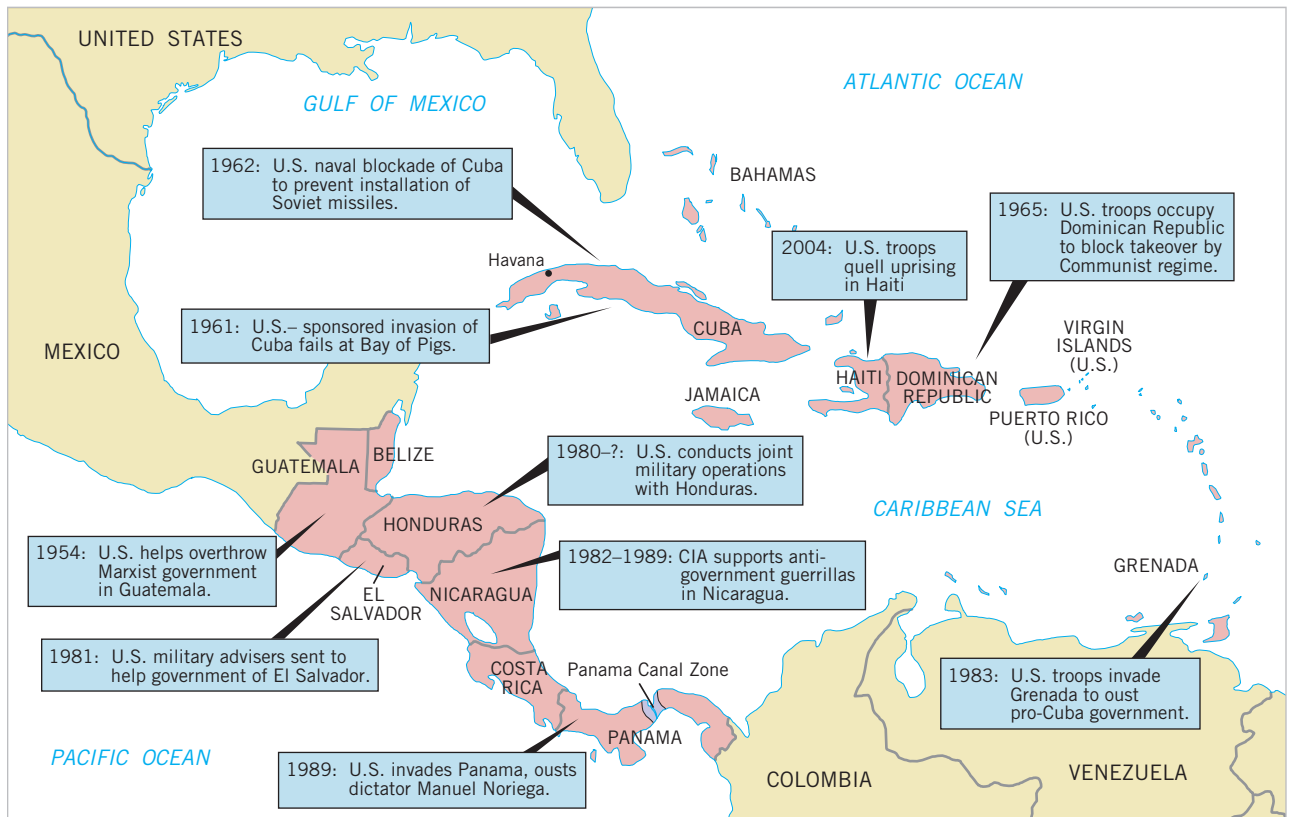 UNITED STATES
ATLANTIC OCEAN
GULF OF MEXICO
1962: U.S. naval blockade of Cuba
to prevent installation of
Soviet missiles.
BAHAMAS
1965: U.S. troops occupy
Dominican Republic
to block takeover by
Communist regime.
2004: U.S. troops
quell uprising
in Haiti
Havana
1961: U.S.– sponsored invasion of
Cuba fails at Bay of Pigs.
CUBA
MEXICO
VIRGIN
ISLANDS
(U.S.)
HAITI
DOMINICAN
REPUBLIC
JAMAICA
PUERTO RICO
(U.S.)
BELIZE
GUATEMALA
1980–?: U.S. conducts joint
military operations
with Honduras.
CARIBBEAN SEA
HONDURAS
1954: U.S. helps overthrow
Marxist government
in Guatemala.
1982–1989: CIA supports anti-
government guerrillas
in Nicaragua.
GRENADA
EL
SALVADOR
NICARAGUA
1981: U.S. military advisers sent to
help government of El Salvador.
COSTA
RICA
Panama Canal Zone
1983: U.S. troops invade
Grenada to oust
pro-Cuba government.
PANAMA
PACIFIC OCEAN
1989: U.S. invades Panama, ousts
dictator Manuel Noriega.
COLOMBIA
VENEZUELA